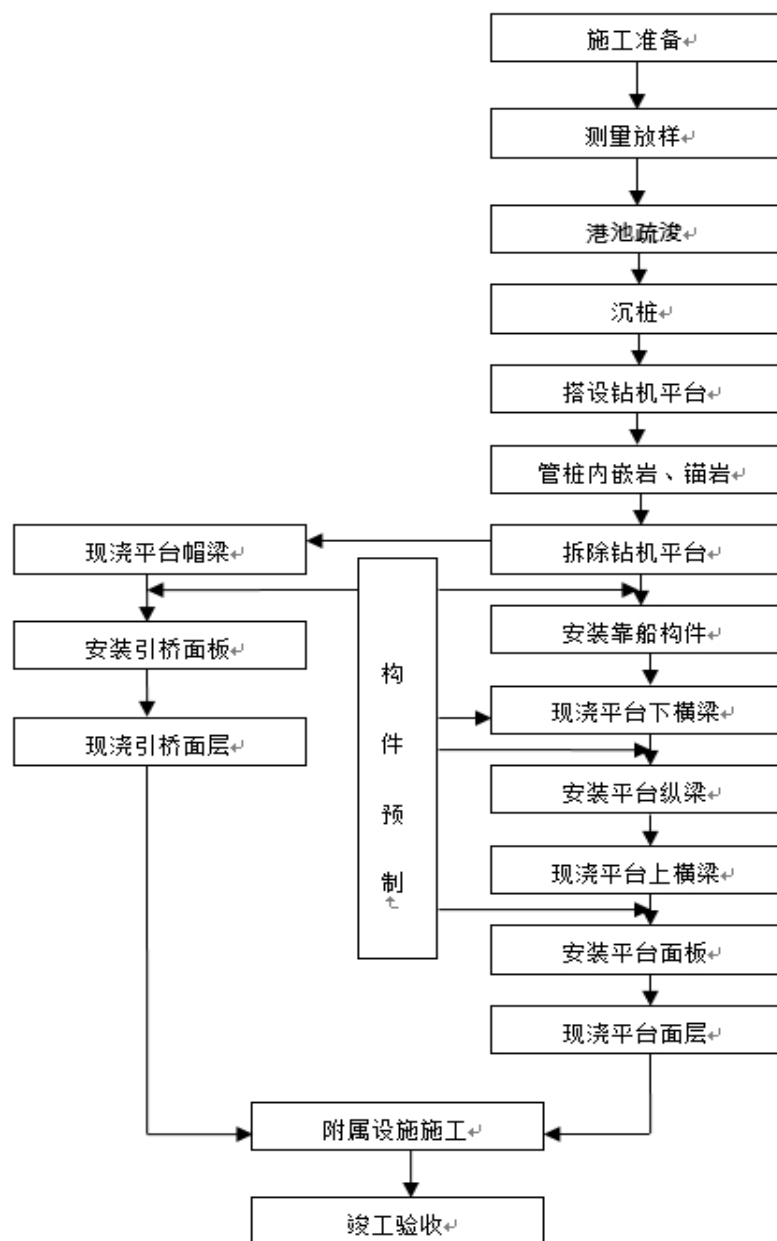 施工准备
测量放样
港池疏浚
沉桩
搭设钻机平台
管桩内嵌岩、锚岩
现浇平台帽梁
拆除钻机平台
安装引桥面板
安装靠船构件
构
件
预
制
现浇引桥面层
现浇平台下横梁
安装平台纵梁
现浇平台上横梁
安装平台面板
现浇平台面层
附属设施施工
竣工验收